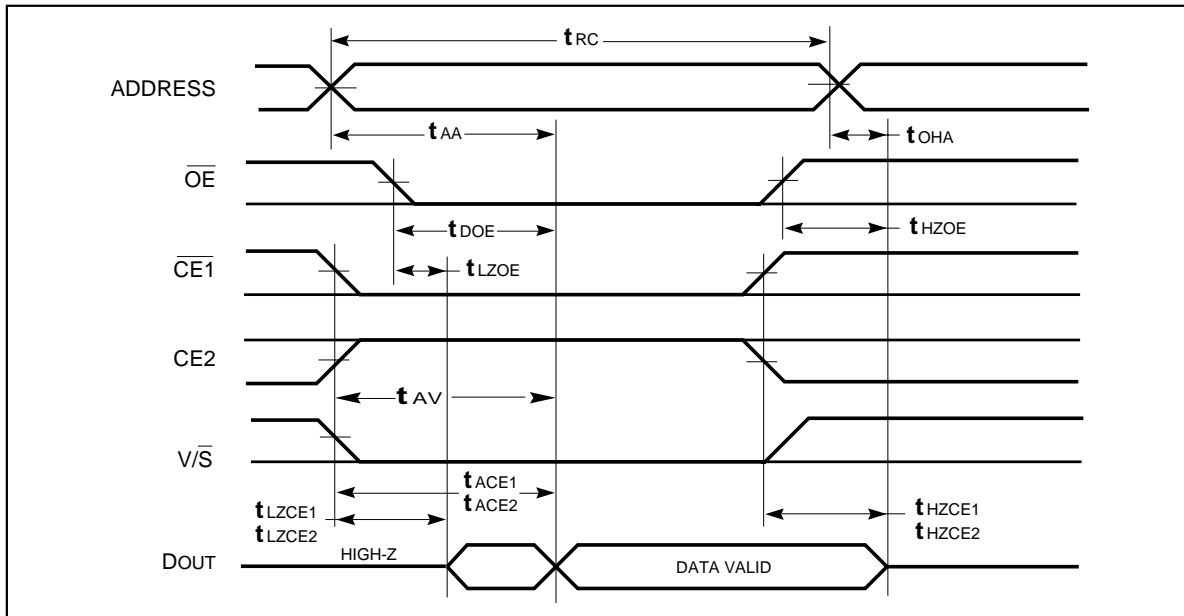 tRC
ADDRESS
tAA
tOHA
OE
tDOE
tHZOE
tLZOE
CE1
CE2
tAV
V/S
tACE1
tACE2
tLZCE1
tLZCE2
tHZCE1
tHZCE2
HIGH-Z
DOUT
DATA VALID